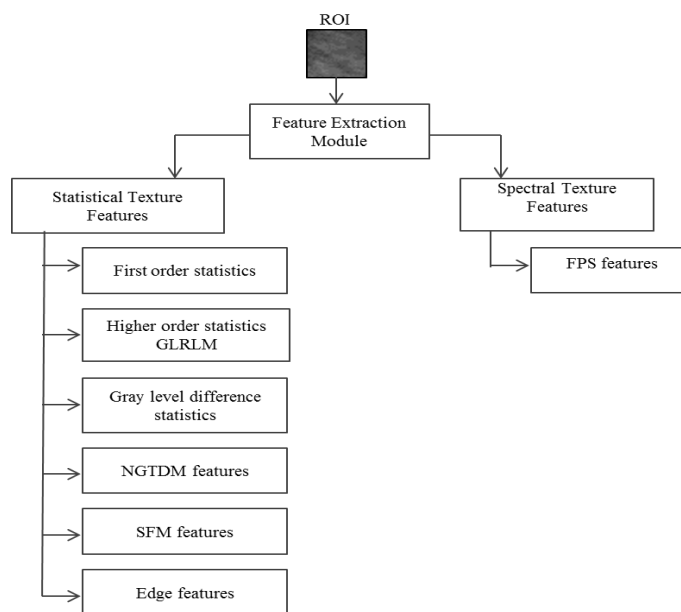 ROI
Feature Extraction
Module
Statistical Texture
Features
First order statistics
Higher order statistics
GLRLM
Gray level difference
statistics
NGTDM features
SFM features
Edge features
Spectral Texture
Features
FPS features